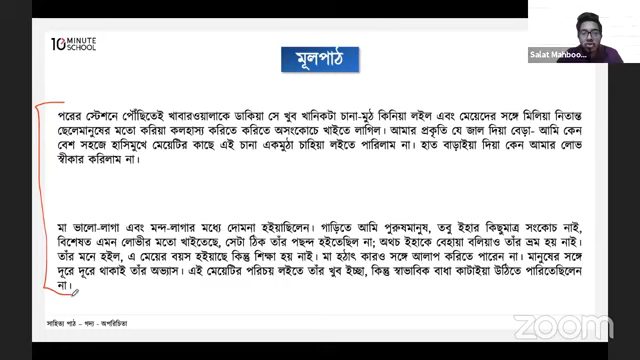 10 MINUTE SCHOOL
মূলপাঠ
Salat Mahboo...
পরের স্টেশনে পৌঁছিতেই খাবারওয়ালাকে ডাকিয়া সে খুব খানিকটা চানা-মুঠ কিনিয়া লইল এবং মেয়েদের সঙ্গে মিলিয়া নিতান্ত
ছেলেমানুষের মতো করিয়া কলহাস্য করিতে করিতে অসংকোচে খাইতে লাগিল। আমার প্রকৃতি যে জাল দিয়া বেড়া- আমি কেন
বেশ সহজে হাসিমুখে মেয়েটির কাছে এই চানা একমুঠা চাহিয়া লইতে পারিলাম না। হাত বাড়াইয়া দিয়া কেন আমার লোভ
স্বীকার করিলাম না।
মা ভালো-লাগা এবং মন্দ-লাগার মধ্যে দোমনা হইয়াছিলেন। গাড়িতে আমি পুরুষমানুষ, তবু ইহার কিছুমাত্র সংকোচ নাই,
বিশেষত এমন লোভীর মতো খাইতেছে, সেটা ঠিক তাঁর পছন্দ হইতেছিল না; অথচ ইহাকে বেহায়া বলিয়াও তাঁর ভ্রম হয় নাই।
তাঁর মনে হইল, এ মেয়ের বয়স হইয়াছে কিন্তু শিক্ষা হয় নাই। মা হঠাৎ কারও সঙ্গে আলাপ করিতে পারেন না। মানুষের সঙ্গে
দূরে দূরে থাকাই তাঁর অভ্যাস। এই মেয়েটির পরিচয় লইতে তাঁর খুব ইচ্ছা, কিন্তু স্বাভাবিক বাধা কাটাইয়া উঠিতে পারিতেছিলেন
না।
সাহিত্য পাঠ – গদ্য - অপরিচিতা
zoom